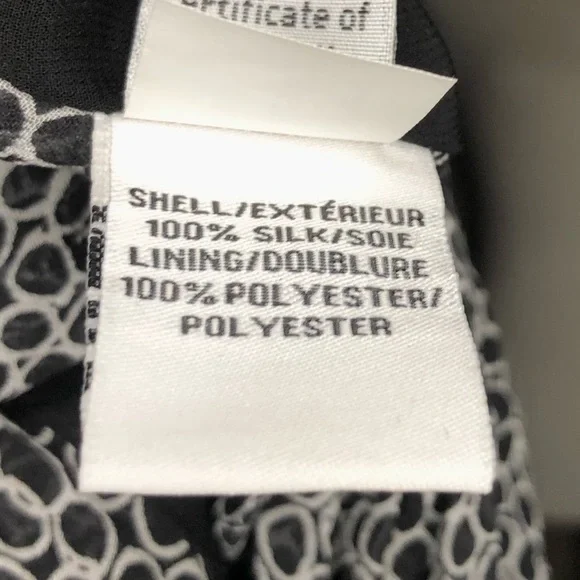 Certificate of
SHELL/EXTÉRIEUR
100% SILK/SOIE
LINING/DOUBLURE
100% POLYESTER/
POLYESTER